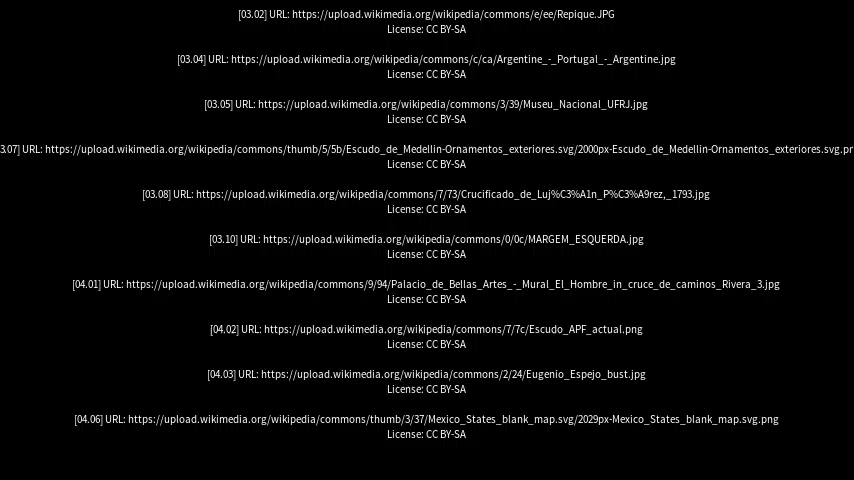 [03.02] URL: https://upload.wikimedia.org/wikipedia/commons/e/ee/Repique.JPG
License: CC BY-SA
[03.04] URL: https://upload.wikimedia.org/wikipedia/commons/c/ca/Argentine_-_Portugal_-_Argentine.jpg
License: CC BY-SA
[03.05] URL: https://upload.wikimedia.org/wikipedia/commons/3/39/Museu_Nacional_UFRJ.jpg
License: CC BY-SA
3.07] URL: https://upload.wikimedia.org/wikipedia/commons/thumb/5/5b/Escudo_de_Medellin-Ornamentos_exteriores.svg/2000px-Escudo_de_Medellin-Ornamentos_exteriores.svg.pr
License: CC BY-SA
[03.08] URL: https://upload.wikimedia.org/wikipedia/commons/7/73/Crucificado_de_Luj%C3%A1n_P%C3%A9rez,_1793.jpg
License: CC BY-SA
[03.10] URL: https://upload.wikimedia.org/wikipedia/commons/0/0c/MARGEM_ESQUERDA.jpg
License: CC BY-SA
[04.01] URL: https://upload.wikimedia.org/wikipedia/commons/9/94/Palacio_de_Bellas_Artes_-_Mural_El_Hombre_in_cruce_de_caminos_Rivera_3.jpg
License: CC BY-SA
[04.02] URL: https://upload.wikimedia.org/wikipedia/commons/7/7c/Escudo_APF_actual.png
License: CC BY-SA
[04.03] URL: https://upload.wikimedia.org/wikipedia/commons/2/24/Eugenio_Espejo_bust.jpg
License: CC BY-SA
[04.06] URL: https://upload.wikimedia.org/wikipedia/commons/thumb/3/37/Mexico_States_blank_map.svg/2029px-Mexico_States_blank_map.svg.png
License: CC BY-SA